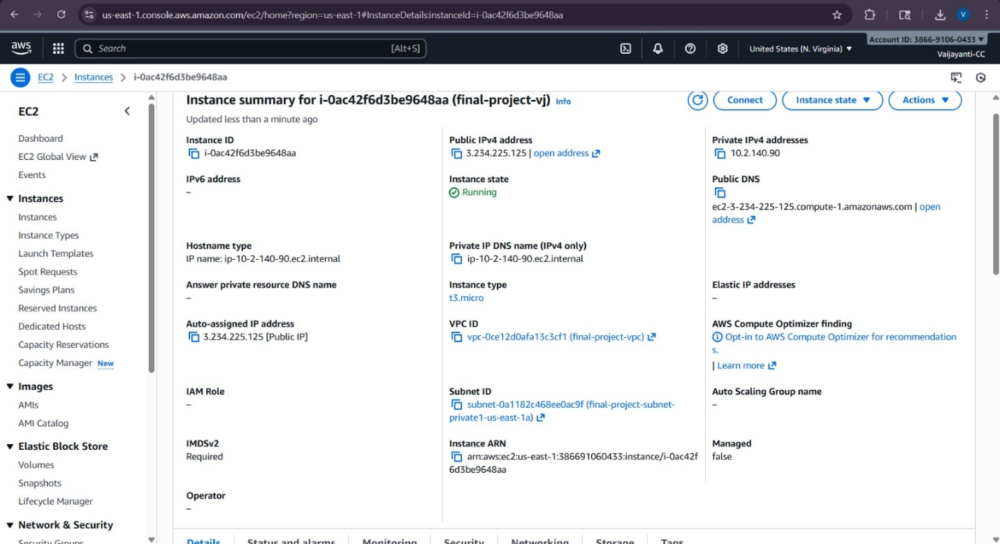 us-east-1.console.aws.amazon.com/ec2/home?region=us-east-1#InstanceDetails:instanceId=i-0ac42f6d3be9648aa
V
aws
Search [Alt+S]
United States (N. Virginia)
Account ID: 3866-9106-0433
Vaijayanti-CC
EC2 > Instances > i-0ac42f6d3be9648aa
EC2
Dashboard
EC2 Global View
Events
Instances
Instances
Instance Types
Launch Templates
Spot Requests
Savings Plans
Reserved Instances
Dedicated Hosts
Capacity Reservations
Capacity Manager New
Images
AMIs
AMI Catalog
Elastic Block Store
Volumes
Snapshots
Lifecycle Manager
Network & Security
Security Groups
Instance summary for i-0ac42f6d3be9648aa (final-project-vj) Info
Connect
Instance state
Actions
Updated less than a minute ago
Instance ID
i-0ac42f6d3be9648aa
Public IPv4 address
3.234.225.125 | open address
Private IPv4 addresses
10.2.140.90
IPv6 address
–
Instance state
Running
Public DNS
ec2-3-234-225-125.compute-1.amazonaws.com | open
address
Hostname type
IP name: ip-10-2-140-90.ec2.internal
Private IP DNS name (IPv4 only)
ip-10-2-140-90.ec2.internal
Answer private resource DNS name
–
Instance type
t3.micro
Elastic IP addresses
–
Auto-assigned IP address
3.234.225.125 [Public IP]
VPC ID
vpc-0ce12d0afa13c3cf1 (final-project-vpc)
AWS Compute Optimizer finding
Opt-in to AWS Compute Optimizer for recommendation
s.
| Learn more
IAM Role
–
Subnet ID
subnet-0a1182c468ee0ac9f (final-project-subnet-
private1-us-east-1a)
Auto Scaling Group name
–
IMDSv2
Required
Instance ARN
arn:aws:ec2:us-east-1:386691060433:instance/i-0ac42f
6d3be9648aa
Managed
false
Operator
–
Details
Status and alarms
Monitoring
Security
Networking
Storage
Tags